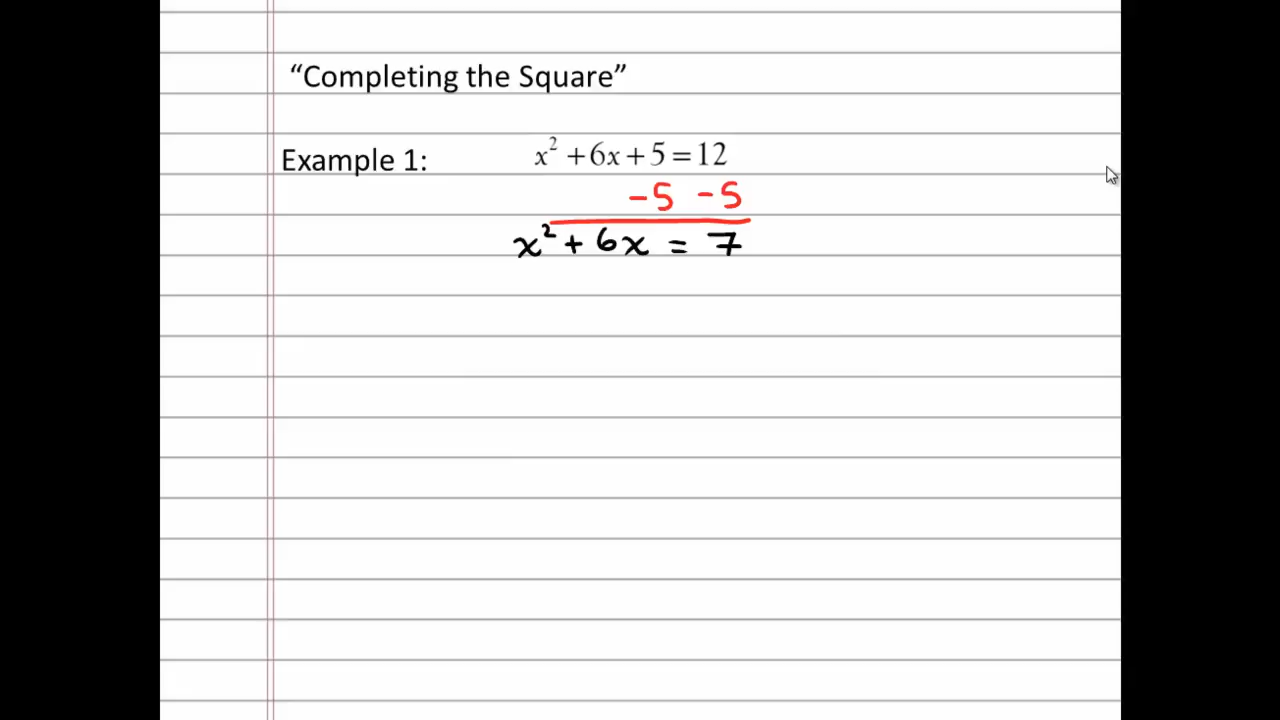 “Completing the Square”
Example 1: x² + 6x + 5 = 12
-5 -5
x² + 6x = 7